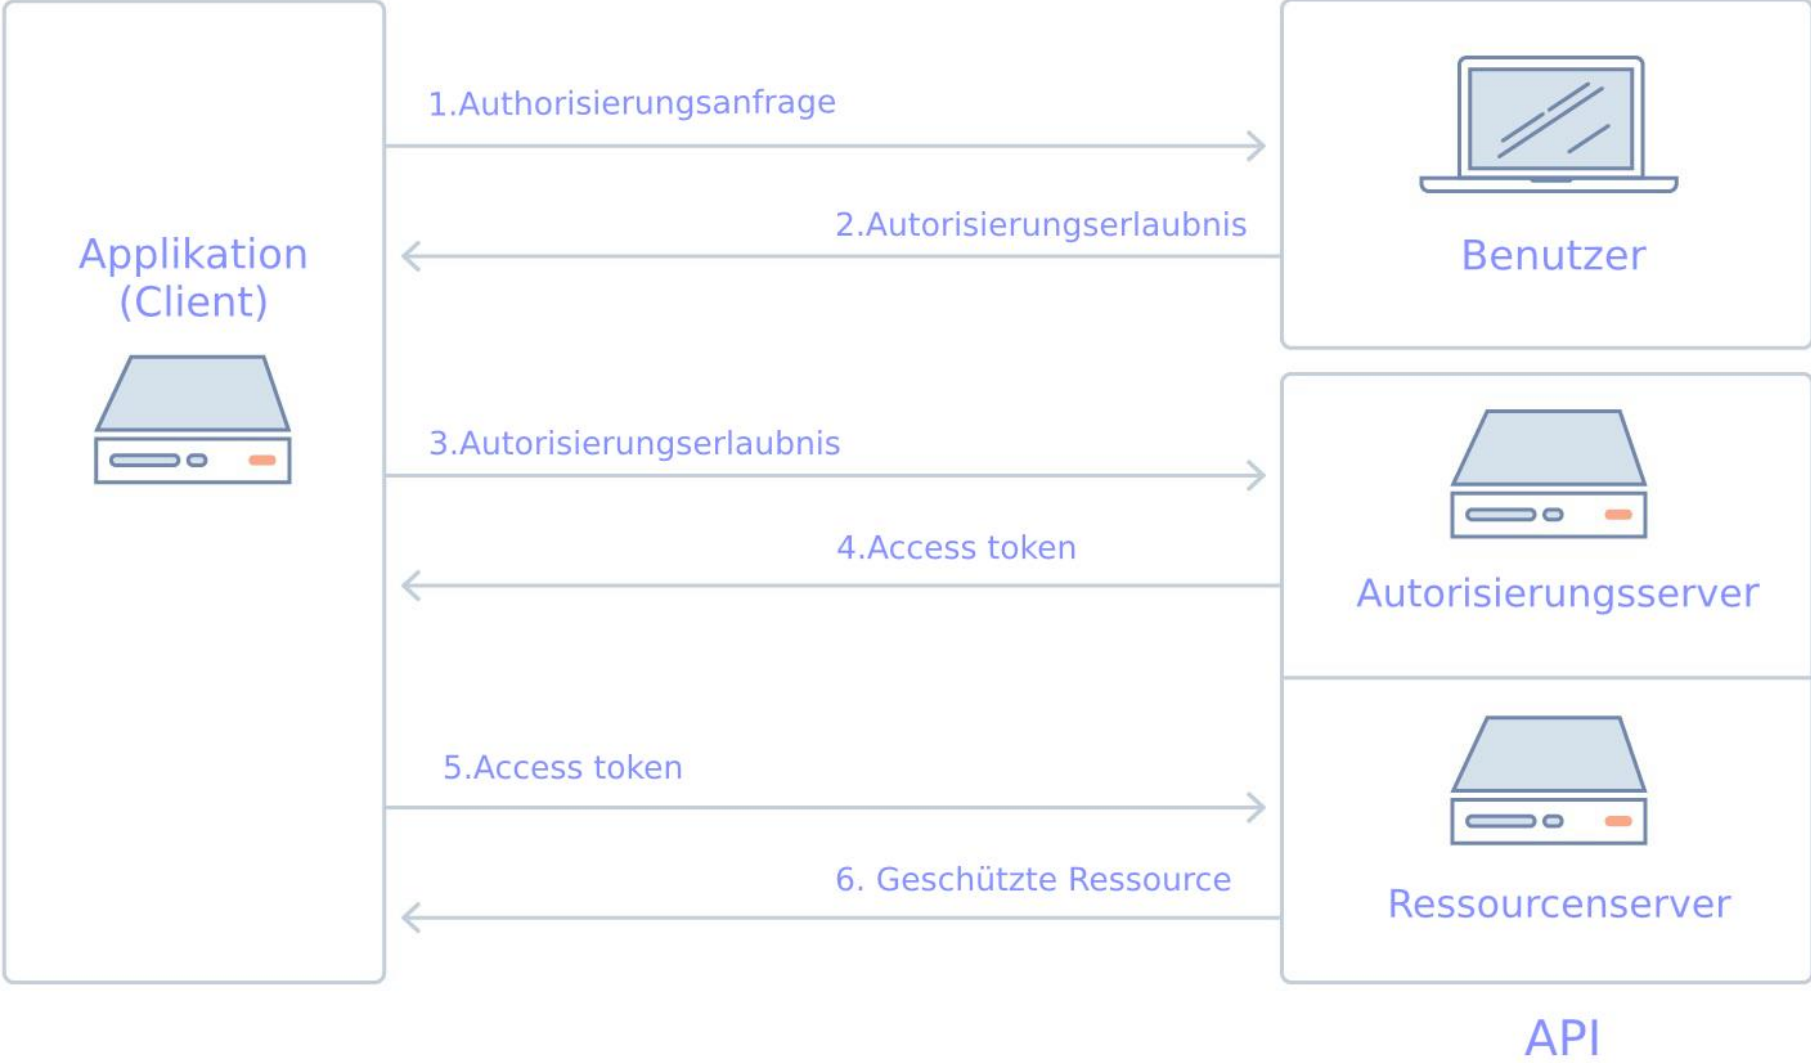 1.Authorisierungsanfrage
2.Autorisierungserlaubnis
Applikation
(Client)
Benutzer
3.Autorisierungserlaubnis
4.Access token
Autorisierungsserver
5.Access token
6. Geschützte Ressource
Ressourcenserver
API